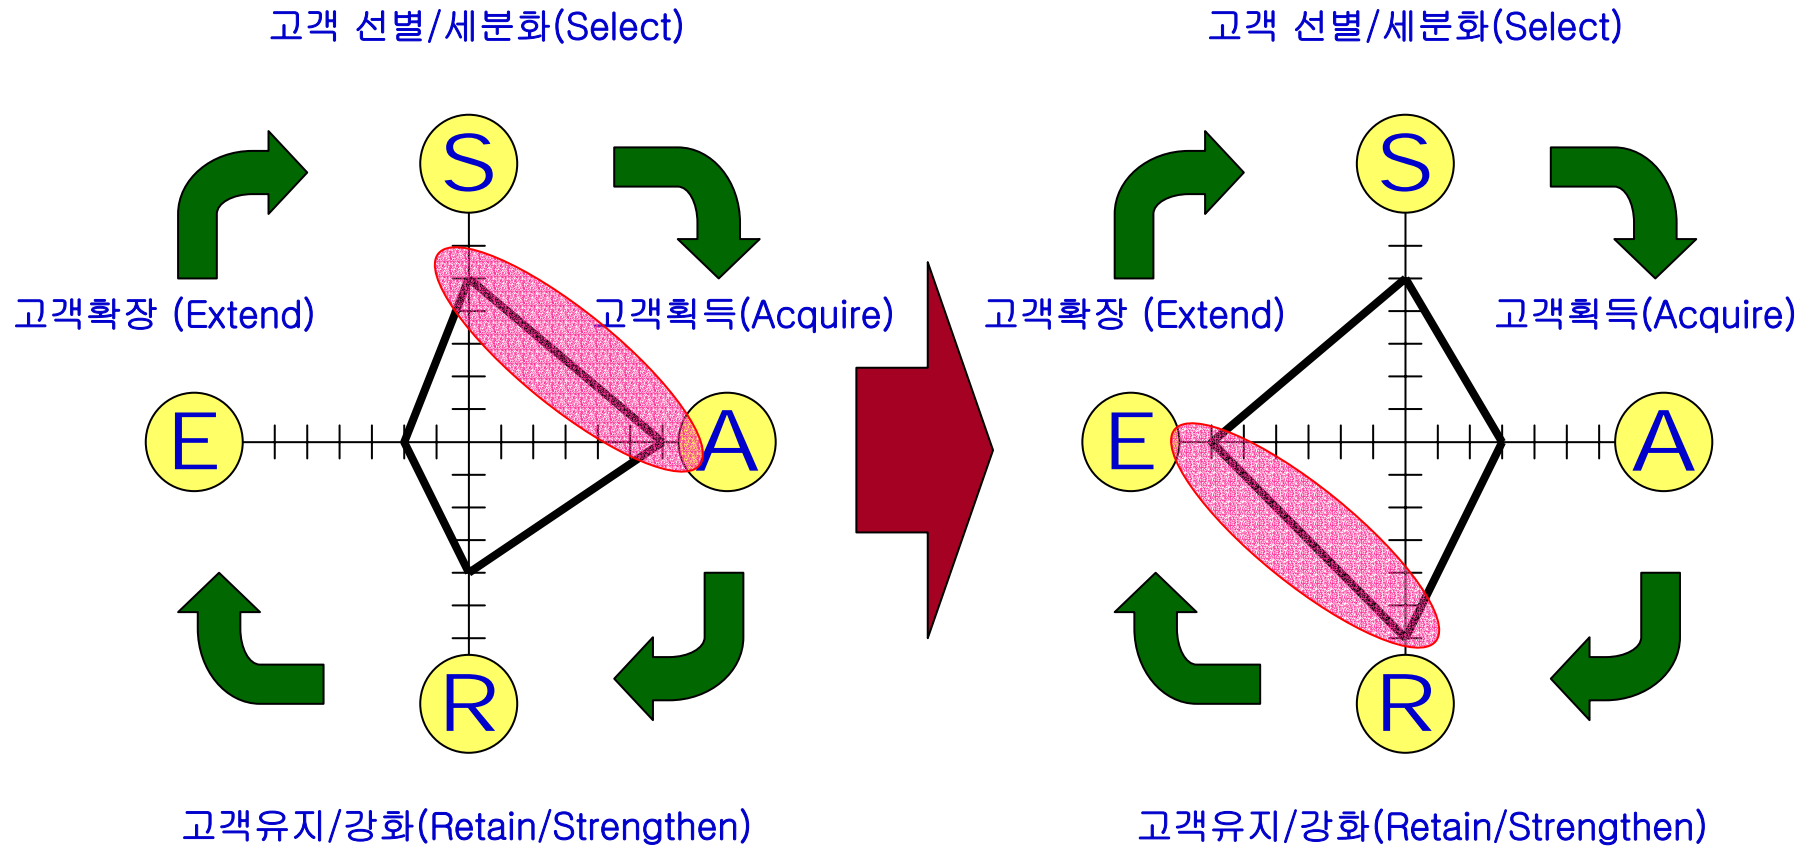 고객 선별/세분화(Select)
고객 선별/세분화(Select)
S
S
고객확장 (Extend)
고객획득(Acquire)
고객확장 (Extend)
고객획득(Acquire)
E
A
E
A
R
R
고객유지/강화(Retain/Strengthen)
고객유지/강화(Retain/Strengthen)